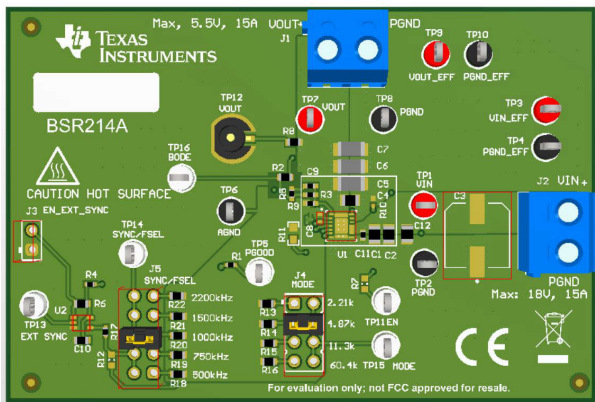 Max, 5.5V, 15A VOUT+ PGND
J1
TEXAS
INSTRUMENTS
BSR214A
TP9
VOUT_EFF
TP10
PGND_EFF
TP3
VIN_EFF
TP4
PGND_EFF
TP12
VOUT
TP7
VOUT
TP8
PGND
R8
TP16
BODE
R2
C7
C6
C5
C9
R3
R9
C4
TP1
VIN
C3
J2 VIN+
CAUTION HOT SURFACE
TP6
AGND
J3 EN_EXT_SYNC
TP14
SYNC/FSEL
R11
C8
U1
C11 C1 C2
C12
TP5
PGOOD
R1
TP2
PGND
PGND
Max: 18V, 15A
J5
SYNC/FSEL
J4
MODE
R4
U2
R6
TP13
EXT SYNC
C10
R17
R12
2200kHz
R22
1500kHz
R21
1000kHz
R20
750kHz
R19
500kHz
R18
R13
2.21k
R14
4.87k
R15
11.3k
R16
60.4k
R7
TP11 EN
TP15 MODE
For evaluation only; not FCC approved for resale.